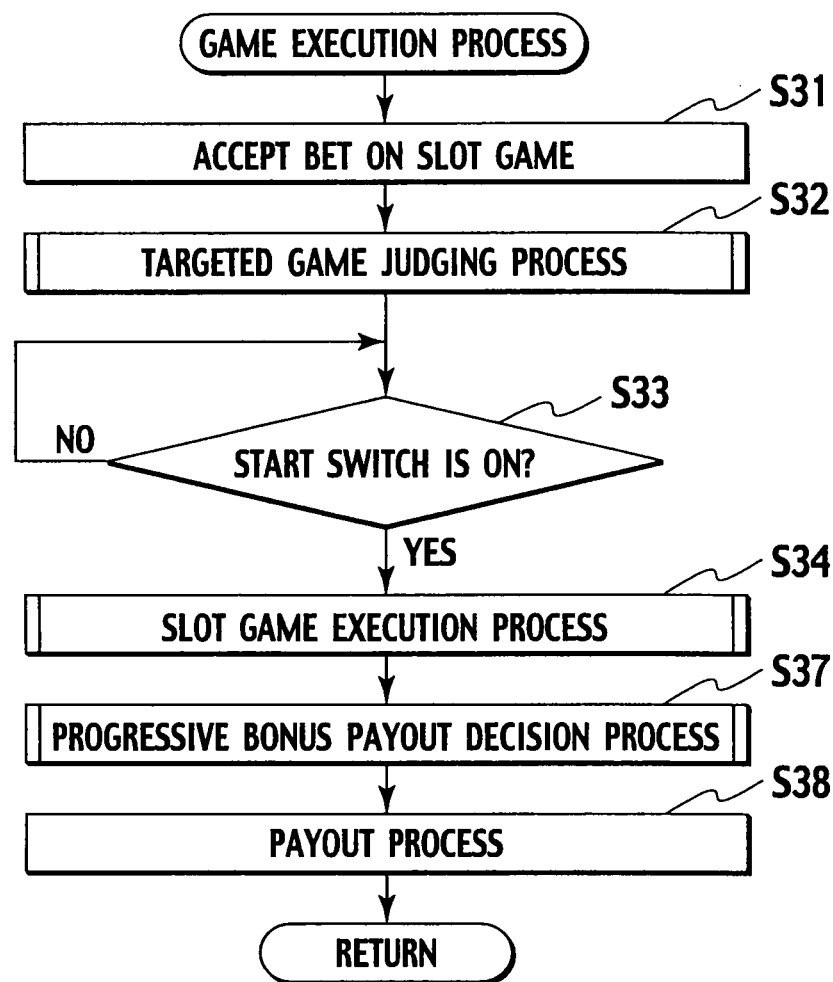 GAME EXECUTION PROCESS
S31
ACCEPT BET ON SLOT GAME
S32
TARGETED GAME JUDGING PROCESS
S33
NO
START SWITCH IS ON?
YES
S34
SLOT GAME EXECUTION PROCESS
S37
PROGRESSIVE BONUS PAYOUT DECISION PROCESS
S38
PAYOUT PROCESS
RETURN